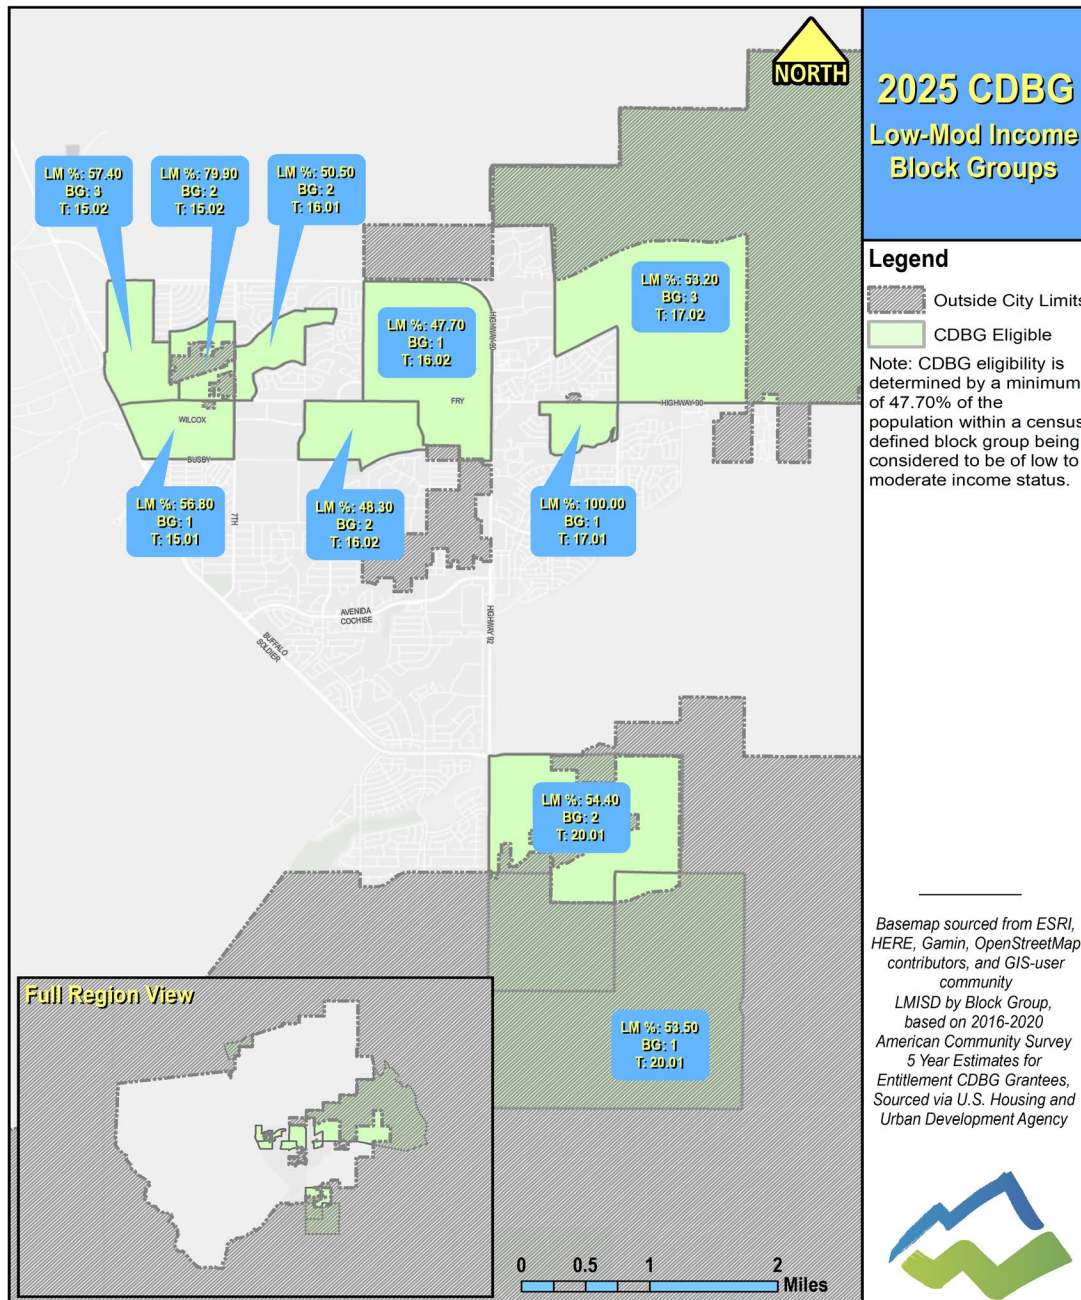 NORTH
2025 CDBG
Low-Mod Income
Block Groups
LM %: 57.40
BG: 3
T: 15.02
LM %: 79.90
BG: 2
T: 15.02
LM %: 50.50
BG: 2
T: 16.01
LM %: 47.70
BG: 1
T: 16.02
LM %: 53.20
BG: 3
T: 17.02
HIGHWAY-90
FRY
HIGHWAY-90
WILCOX
BUSBY
7TH
LM %: 56.80
BG: 1
T: 15.01
LM %: 48.30
BG: 2
T: 16.02
LM %: 100.00
BG: 1
T: 17.01
AVENIDA
COCHISE
BUFFALO
SOLDIER
HIGHWAY 92
LM %: 54.40
BG: 2
T: 20.01
LM %: 53.50
BG: 1
T: 20.01
Legend
Outside City Limits
CDBG Eligible
Note: CDBG eligibility is
determined by a minimum
of 47.70% of the
population within a census
defined block group being
considered to be of low to
moderate income status.
Basemap sourced from ESRI,
HERE, Gamin, OpenStreetMap
contributors, and GIS-user
community
LMISD by Block Group,
based on 2016-2020
American Community Survey
5 Year Estimates for
Entitlement CDBG Grantees,
Sourced via U.S. Housing and
Urban Development Agency
Full Region View
0 0.5 1 2
Miles